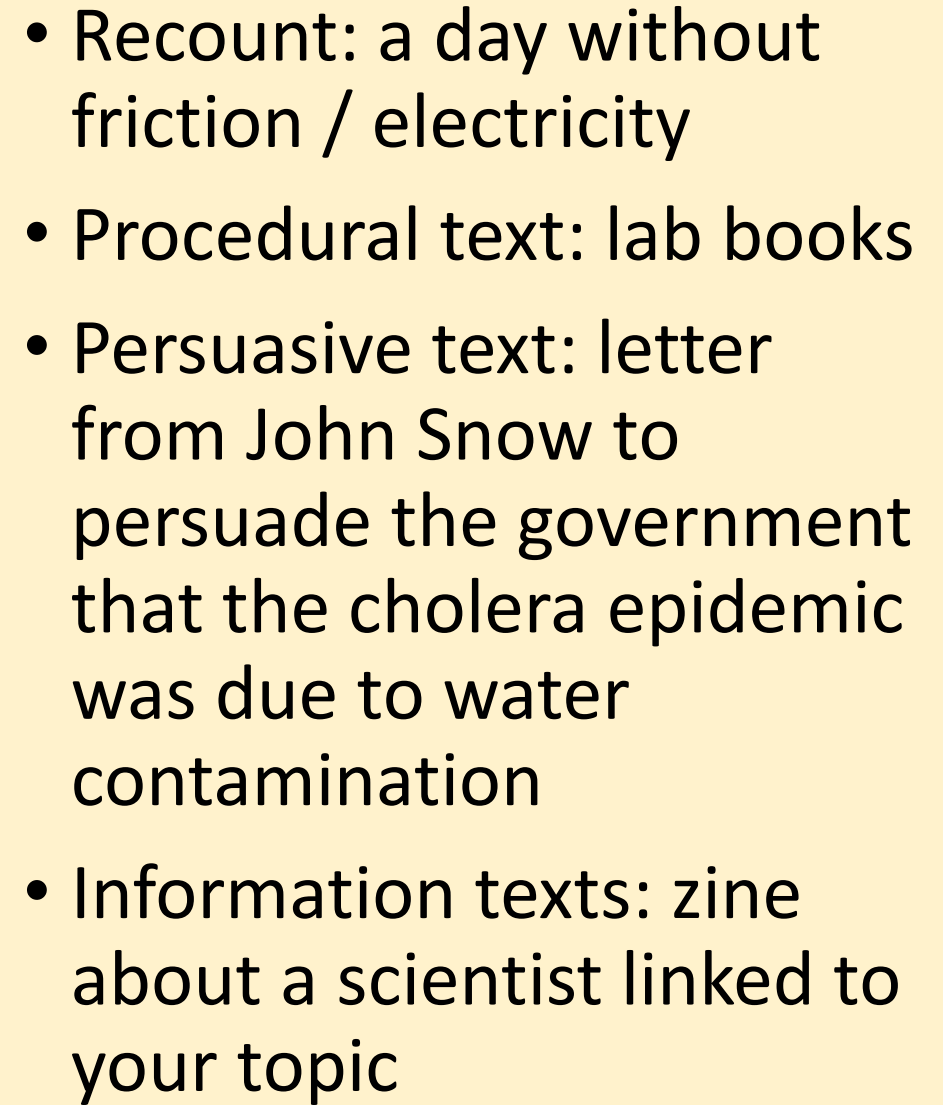 • Recount: a day without
friction / electricity
• Procedural text: lab books
• Persuasive text: letter
from John Snow to
persuade the government
that the cholera epidemic
was due to water
contamination
• Information texts: zine
about a scientist linked to
your topic